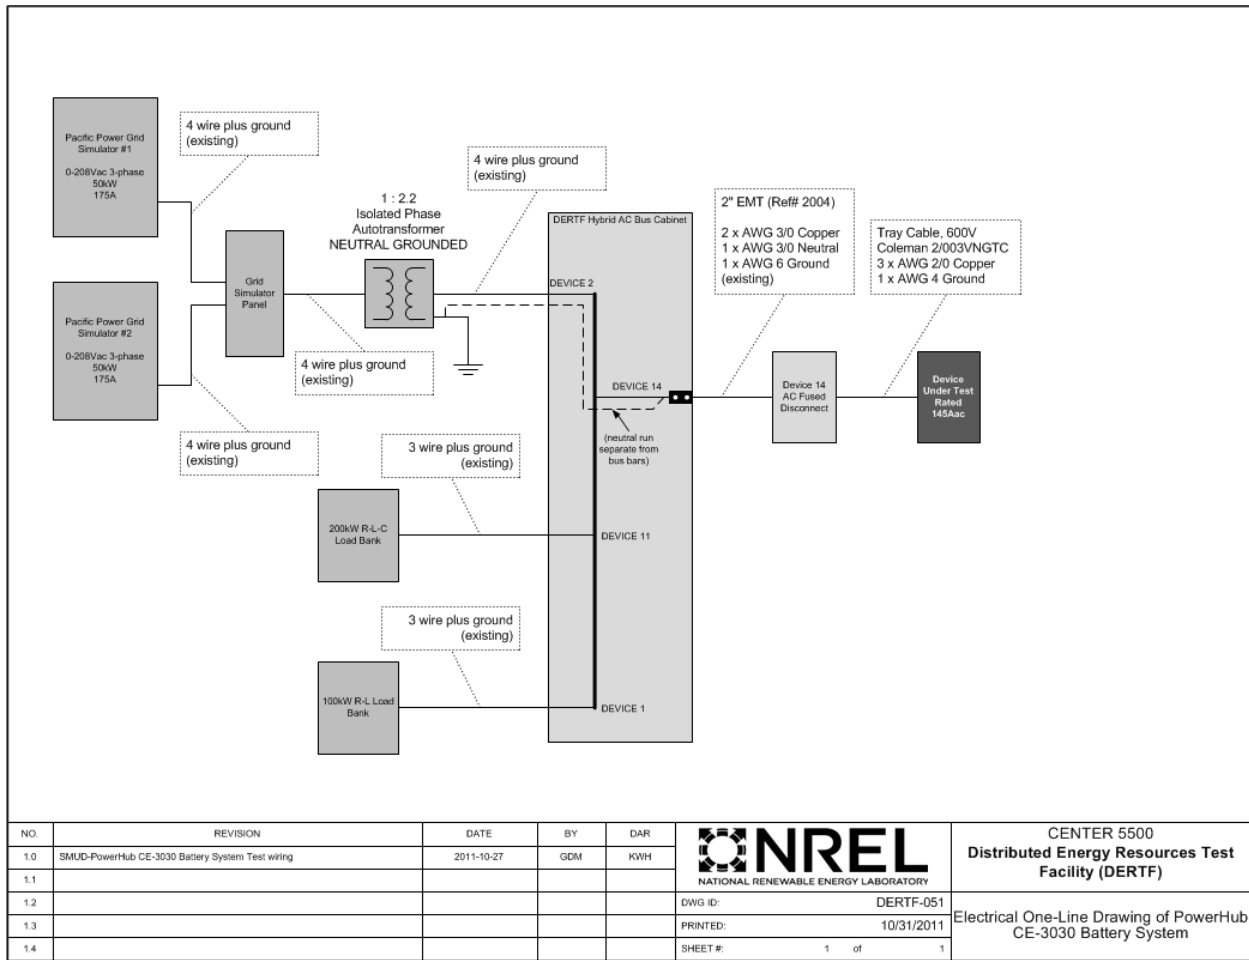 Pacific Power Grid
Simulator #1
0-208Vac 3-phase
50kW
175A
4 wire plus ground
(existing)
4 wire plus ground
(existing)
1 : 2.2
Isolated Phase
Autotransformer
NEUTRAL GROUNDED
DERTF Hybrid AC Bus Cabinet
2" EMT (Ref# 2004)
2 x AWG 3/0 Copper
1 x AWG 3/0 Neutral
1 x AWG 6 Ground
(existing)
Tray Cable, 600V
Coleman 2/003VNGTC
3 x AWG 2/0 Copper
1 x AWG 4 Ground
Grid
Simulator
Panel
DEVICE 2
Pacific Power Grid
Simulator #2
0-208Vac 3-phase
50kW
175A
4 wire plus ground
(existing)
DEVICE 14
Device 14
AC Fused
Disconnect
Device
Under Test
Rated
145Aac
4 wire plus ground
(existing)
3 wire plus ground
(existing)
(neutral run
separate from
bus bars)
200kW R-L-C
Load Bank
DEVICE 11
3 wire plus ground
(existing)
100kW R-L Load
Bank
DEVICE 1
NO. REVISION DATE BY DAR
1.0 SMUD-PowerHub CE-3030 Battery System Test wiring 2011-10-27 GDM KWH
1.1
1.2
1.3
1.4
NREL
NATIONAL RENEWABLE ENERGY LABORATORY
DWG ID: DERTF-051
PRINTED: 10/31/2011
SHEET #: 1 of 1
CENTER 5500
Distributed Energy Resources Test
Facility (DERTF)
Electrical One-Line Drawing of PowerHub
CE-3030 Battery System